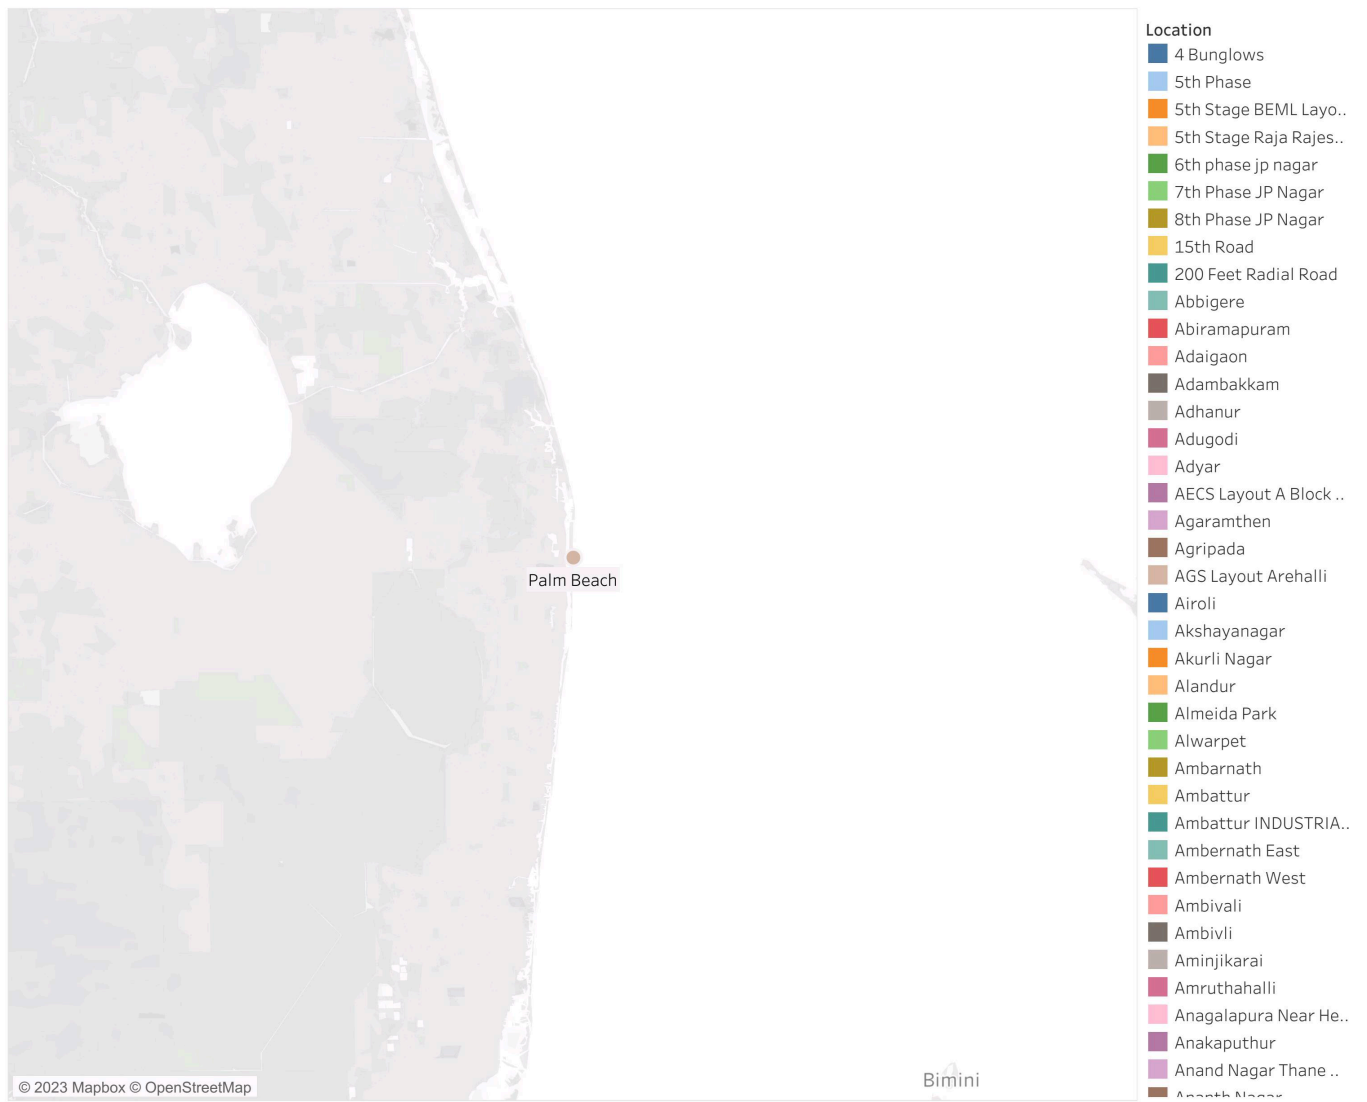 Location
4 Bunglows
5th Phase
5th Stage BEML Layo..
5th Stage Raja Rajes..
6th phase jp nagar
7th Phase JP Nagar
8th Phase JP Nagar
15th Road
200 Feet Radial Road
Abbigere
Abiramapuram
Adaigaon
Adambakkam
Adhanur
Adugodi
Adyar
AECS Layout A Block ..
Agaramthen
Agripada
AGS Layout Arehalli
Airoli
Akshayanagar
Akurli Nagar
Alandur
Almeida Park
Alwarpet
Ambarnath
Ambattur
Ambattur INDUSTRIA..
Ambernath East
Ambernath West
Ambivali
Ambivli
Aminjikarai
Amruthahalli
Anagalapura Near He..
Anakaputhur
Anand Nagar Thane ..
Ananth Nagar
Palm Beach
Bimini
© 2023 Mapbox © OpenStreetMap